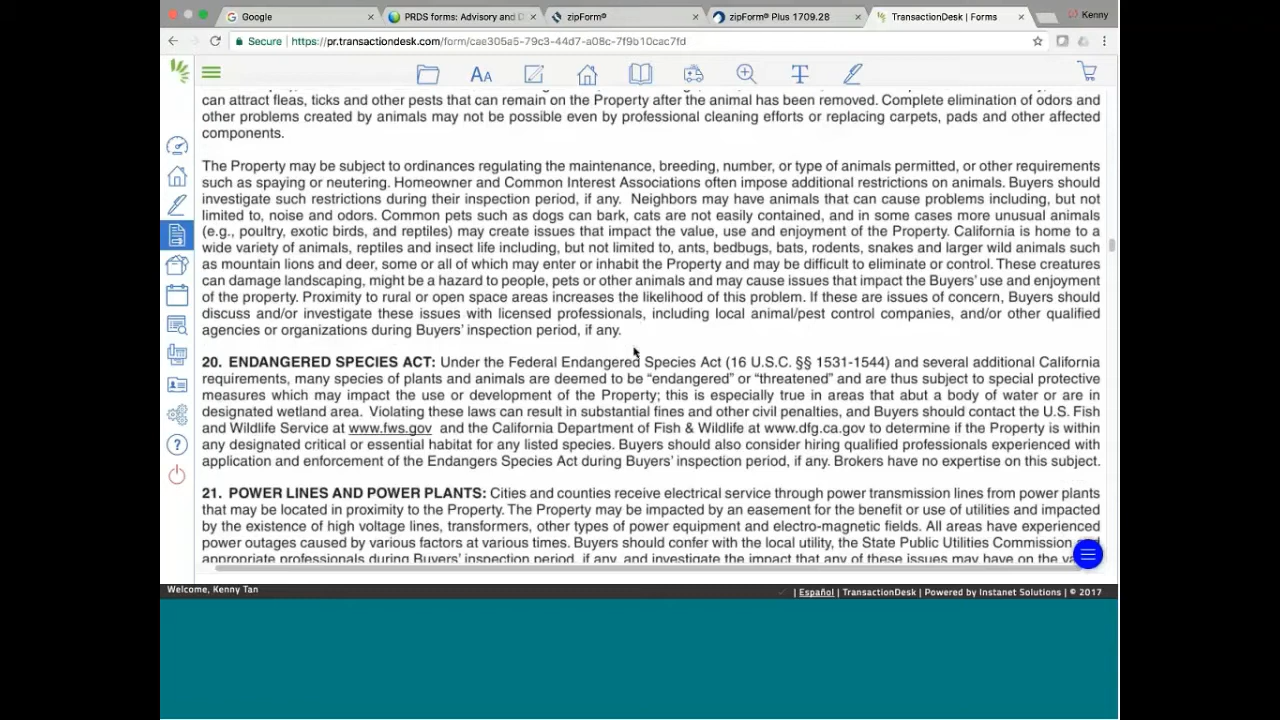 Google
PRDS forms: Advisory and D
zipForm®
zipForm® Plus 1709.28
TransactionDesk | Forms
Kenny
Secure | https://pr.transactiondesk.com/form/cae305a5-79c3-44d7-a08c-7f9b10cac7fd
can attract fleas, ticks and other pests that can remain on the Property after the animal has been removed. Complete elimination of odors and
other problems created by animals may not be possible even by professional cleaning efforts or replacing carpets, pads and other affected
components.
The Property may be subject to ordinances regulating the maintenance, breeding, number, or type of animals permitted, or other requirements
such as spaying or neutering. Homeowner and Common Interest Associations often impose additional restrictions on animals. Buyers should
investigate such restrictions during their inspection period, if any. Neighbors may have animals that can cause problems including, but not
limited to, noise and odors. Common pets such as dogs can bark, cats are not easily contained, and in some cases more unusual animals
(e.g., poultry, exotic birds, and reptiles) may create issues that impact the value, use and enjoyment of the Property. California is home to a
wide variety of animals, reptiles and insect life including, but not limited to, ants, bedbugs, bats, rodents, snakes and larger wild animals such
as mountain lions and deer, some or all of which may enter or inhabit the Property and may be difficult to eliminate or control. These creatures
can damage landscaping, might be a hazard to people, pets or other animals and may cause issues that impact the Buyers' use and enjoyment
of the property. Proximity to rural or open space areas increases the likelihood of this problem. If these are issues of concern, Buyers should
discuss and/or investigate these issues with licensed professionals, including local animal/pest control companies, and/or other qualified
agencies or organizations during Buyers' inspection period, if any.
20. ENDANGERED SPECIES ACT: Under the Federal Endangered Species Act (16 U.S.C. §§ 1531-1544) and several additional California
requirements, many species of plants and animals are deemed to be “endangered” or “threatened” and are thus subject to special protective
measures which may impact the use or development of the Property; this is especially true in areas that abut a body of water or are in
designated wetland area. Violating these laws can result in substantial fines and other civil penalties, and Buyers should contact the U.S. Fish
and Wildlife Service at www.fws.gov and the California Department of Fish & Wildlife at www.dfg.ca.gov to determine if the Property is within
any designated critical or essential habitat for any listed species. Buyers should also consider hiring qualified professionals experienced with
application and enforcement of the Endangers Species Act during Buyers' inspection period, if any. Brokers have no expertise on this subject.
21. POWER LINES AND POWER PLANTS: Cities and counties receive electrical service through power transmission lines from power plants
that may be located in proximity to the Property. The Property may be impacted by an easement for the benefit or use of utilities and impacted
by the existence of high voltage lines, transformers, other types of power equipment and electro-magnetic fields. All areas have experienced
power outages caused by various factors at various times. Buyers should confer with the local utility, the State Public Utilities Commission
appropriate professionals during Buyers' inspection period, if any, and investigate the impact that any of these issues may have on the
Welcome, Kenny Tan
| Español | TransactionDesk | Powered by Instanet Solutions | © 2017